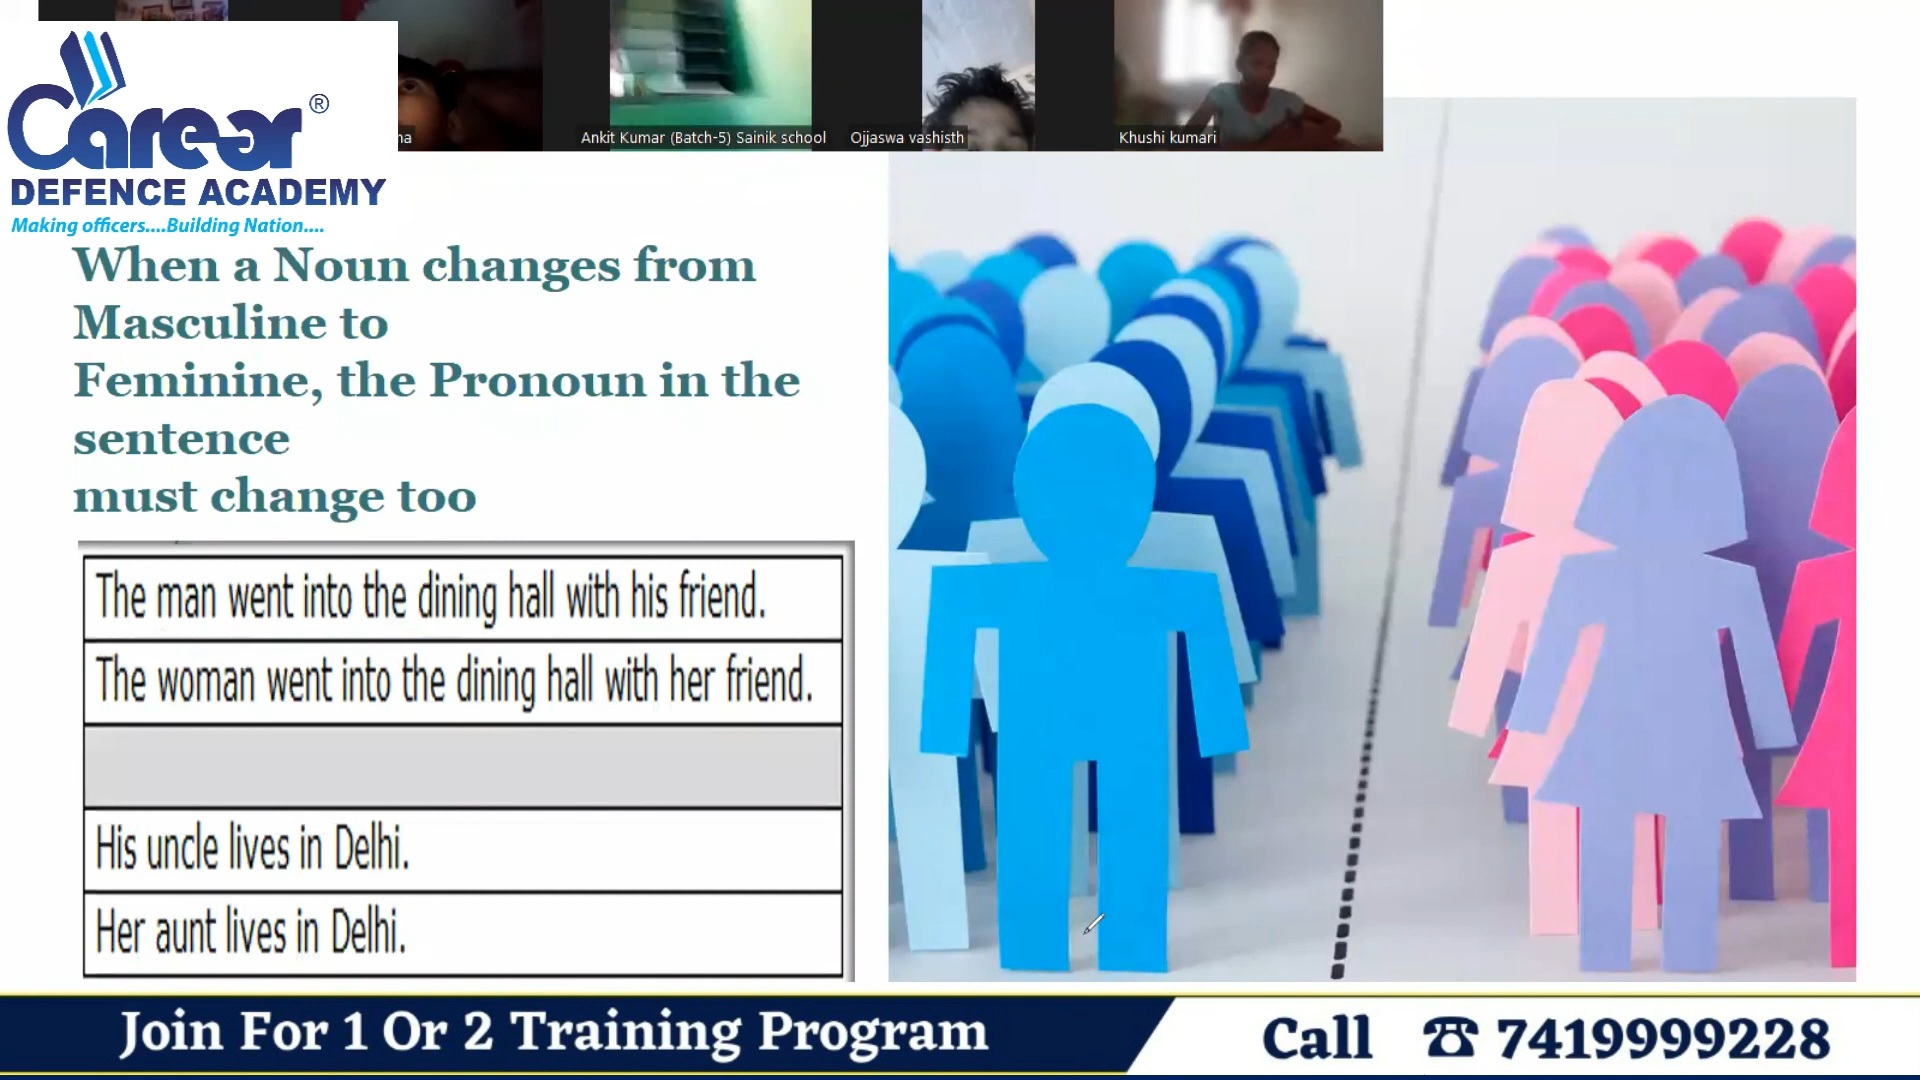 Career ®
DEFENCE ACADEMY
Making officers....Building Nation....
Ankit Kumar (Batch-5) Sainik school
Ojjaswa vashisth
Khushi kumari
When a Noun changes from
Masculine to
Feminine, the Pronoun in the
sentence
must change too
The man went into the dining hall with his friend.
The woman went into the dining hall with her friend.
His uncle lives in Delhi.
Her aunt lives in Delhi.
Join For 1 Or 2 Training Program
Call ☎ 7419999228